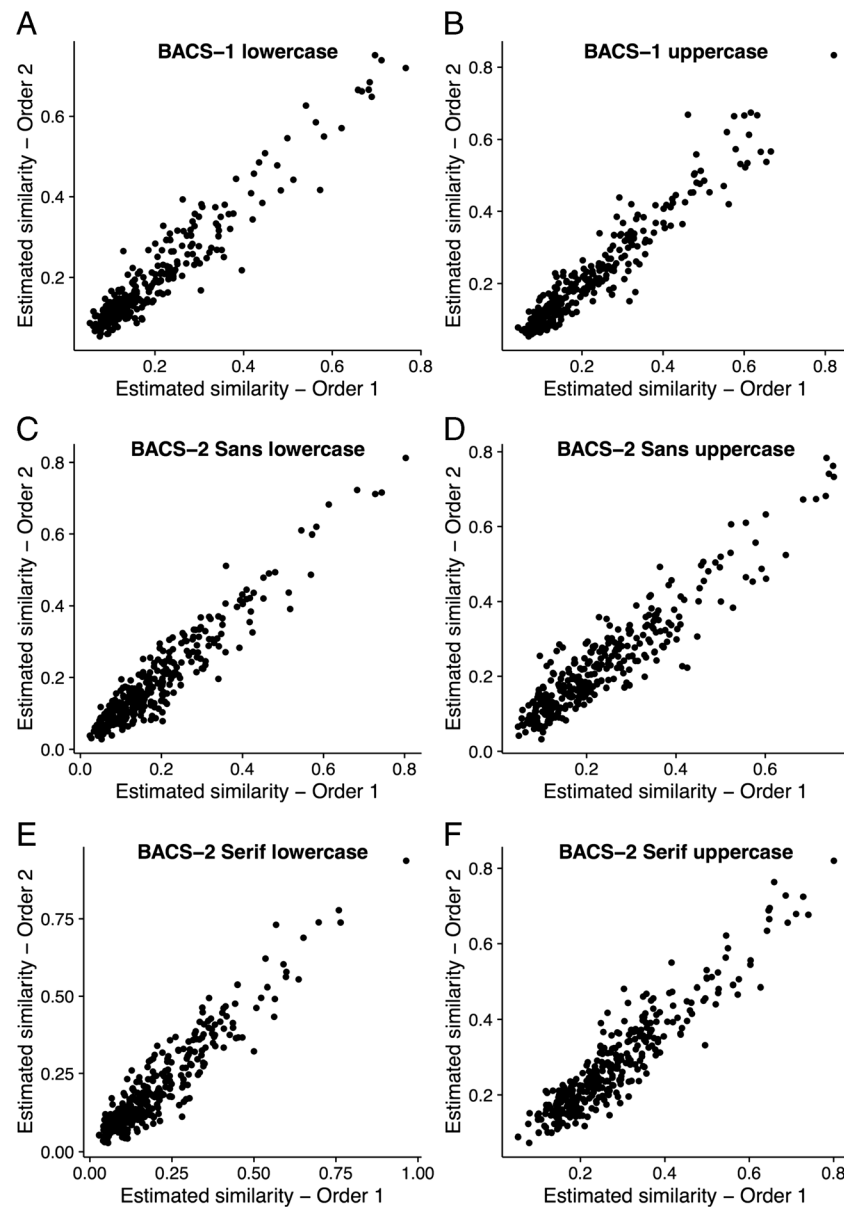 A
BACS−1 lowercase
Estimated similarity − Order 2
0.6
0.4
0.2
0.2 0.4 0.6 0.8
Estimated similarity − Order 1
B
BACS−1 uppercase
Estimated similarity − Order 2
0.8
0.6
0.4
0.2
0.2 0.4 0.6 0.8
Estimated similarity − Order 1
C
BACS−2 Sans lowercase
Estimated similarity − Order 2
0.8
0.6
0.4
0.2
0.0
0.0 0.2 0.4 0.6 0.8
Estimated similarity − Order 1
D
BACS−2 Sans uppercase
Estimated similarity − Order 2
0.8
0.6
0.4
0.2
0.0
0.2 0.4 0.6
Estimated similarity − Order 1
E
BACS−2 Serif lowercase
Estimated similarity − Order 2
0.75
0.50
0.25
0.00
0.00 0.25 0.50 0.75 1.00
Estimated similarity − Order 1
F
BACS−2 Serif uppercase
Estimated similarity − Order 2
0.8
0.6
0.4
0.2
0.2 0.4 0.6 0.8
Estimated similarity − Order 1